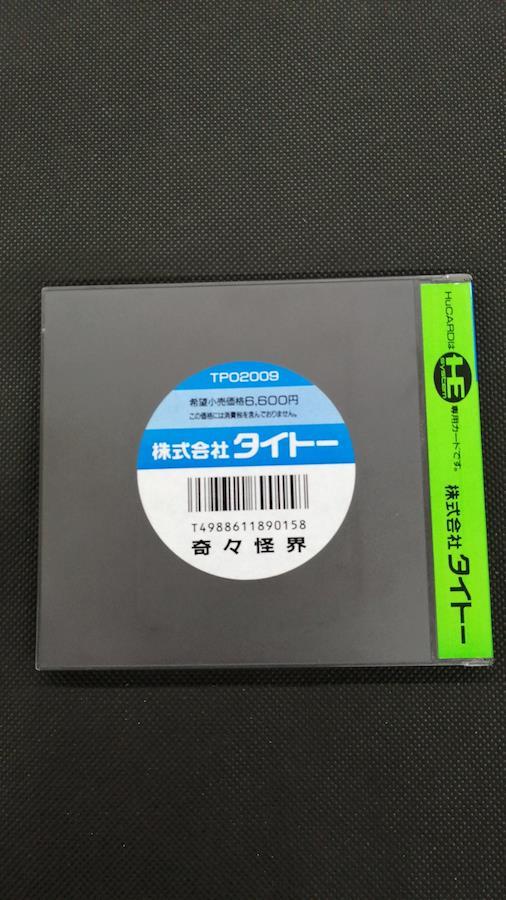 TP02009
希望小売価格6,600円
この価格には消費税を含んでおりません。
株式会社タイトー
T4988611890158
奇々怪界
HuCARDは HE SYSTEM 専用カードです。 株式会社タイトー